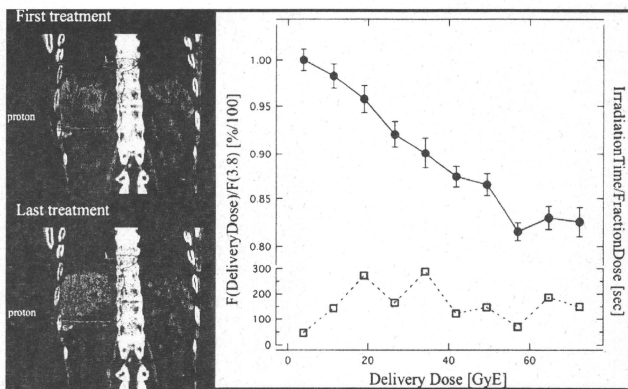 First treatment
proton
Last treatment
proton
F(DeliveryDose)/F(3.8) [%/100]
1.00
0.95
0.90
0.85
0.80
300
200
100
0
0
20
40
60
Delivery Dose [GyE]
IrradiationTime/FractionDose [sec]